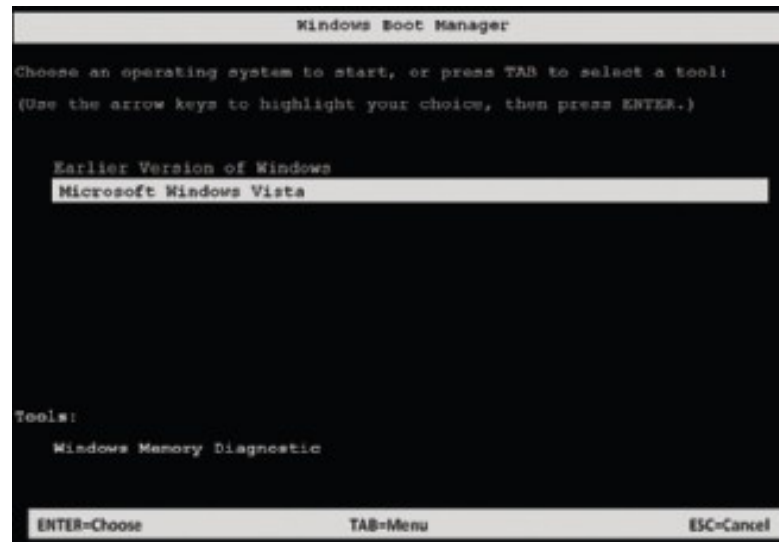 Windows Boot Manager
Choose an operating system to start, or press TAB to select a tool:
(Use the arrow keys to highlight your choice, then press ENTER.)
Earlier Version of Windows
Microsoft Windows Vista
Tools:
Windows Memory Diagnostic
ENTER=Choose TAB=Menu ESC=Cancel